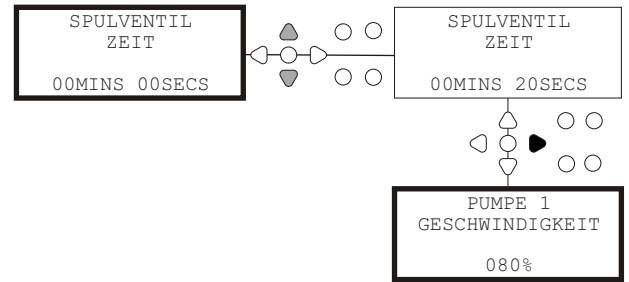 SPULVENTIL
ZEIT
00MINS 00SECS
SPULVENTIL
ZEIT
00MINS 20SECS
PUMPE 1
GESCHWINDIGKEIT
080%